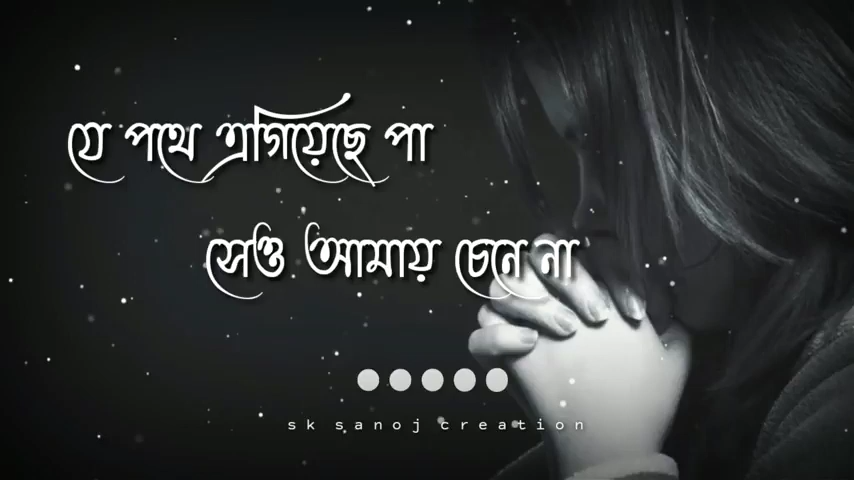 যে পথে এগিয়েছে পা
সেও আমায় চেনে না
sk sanoj creation